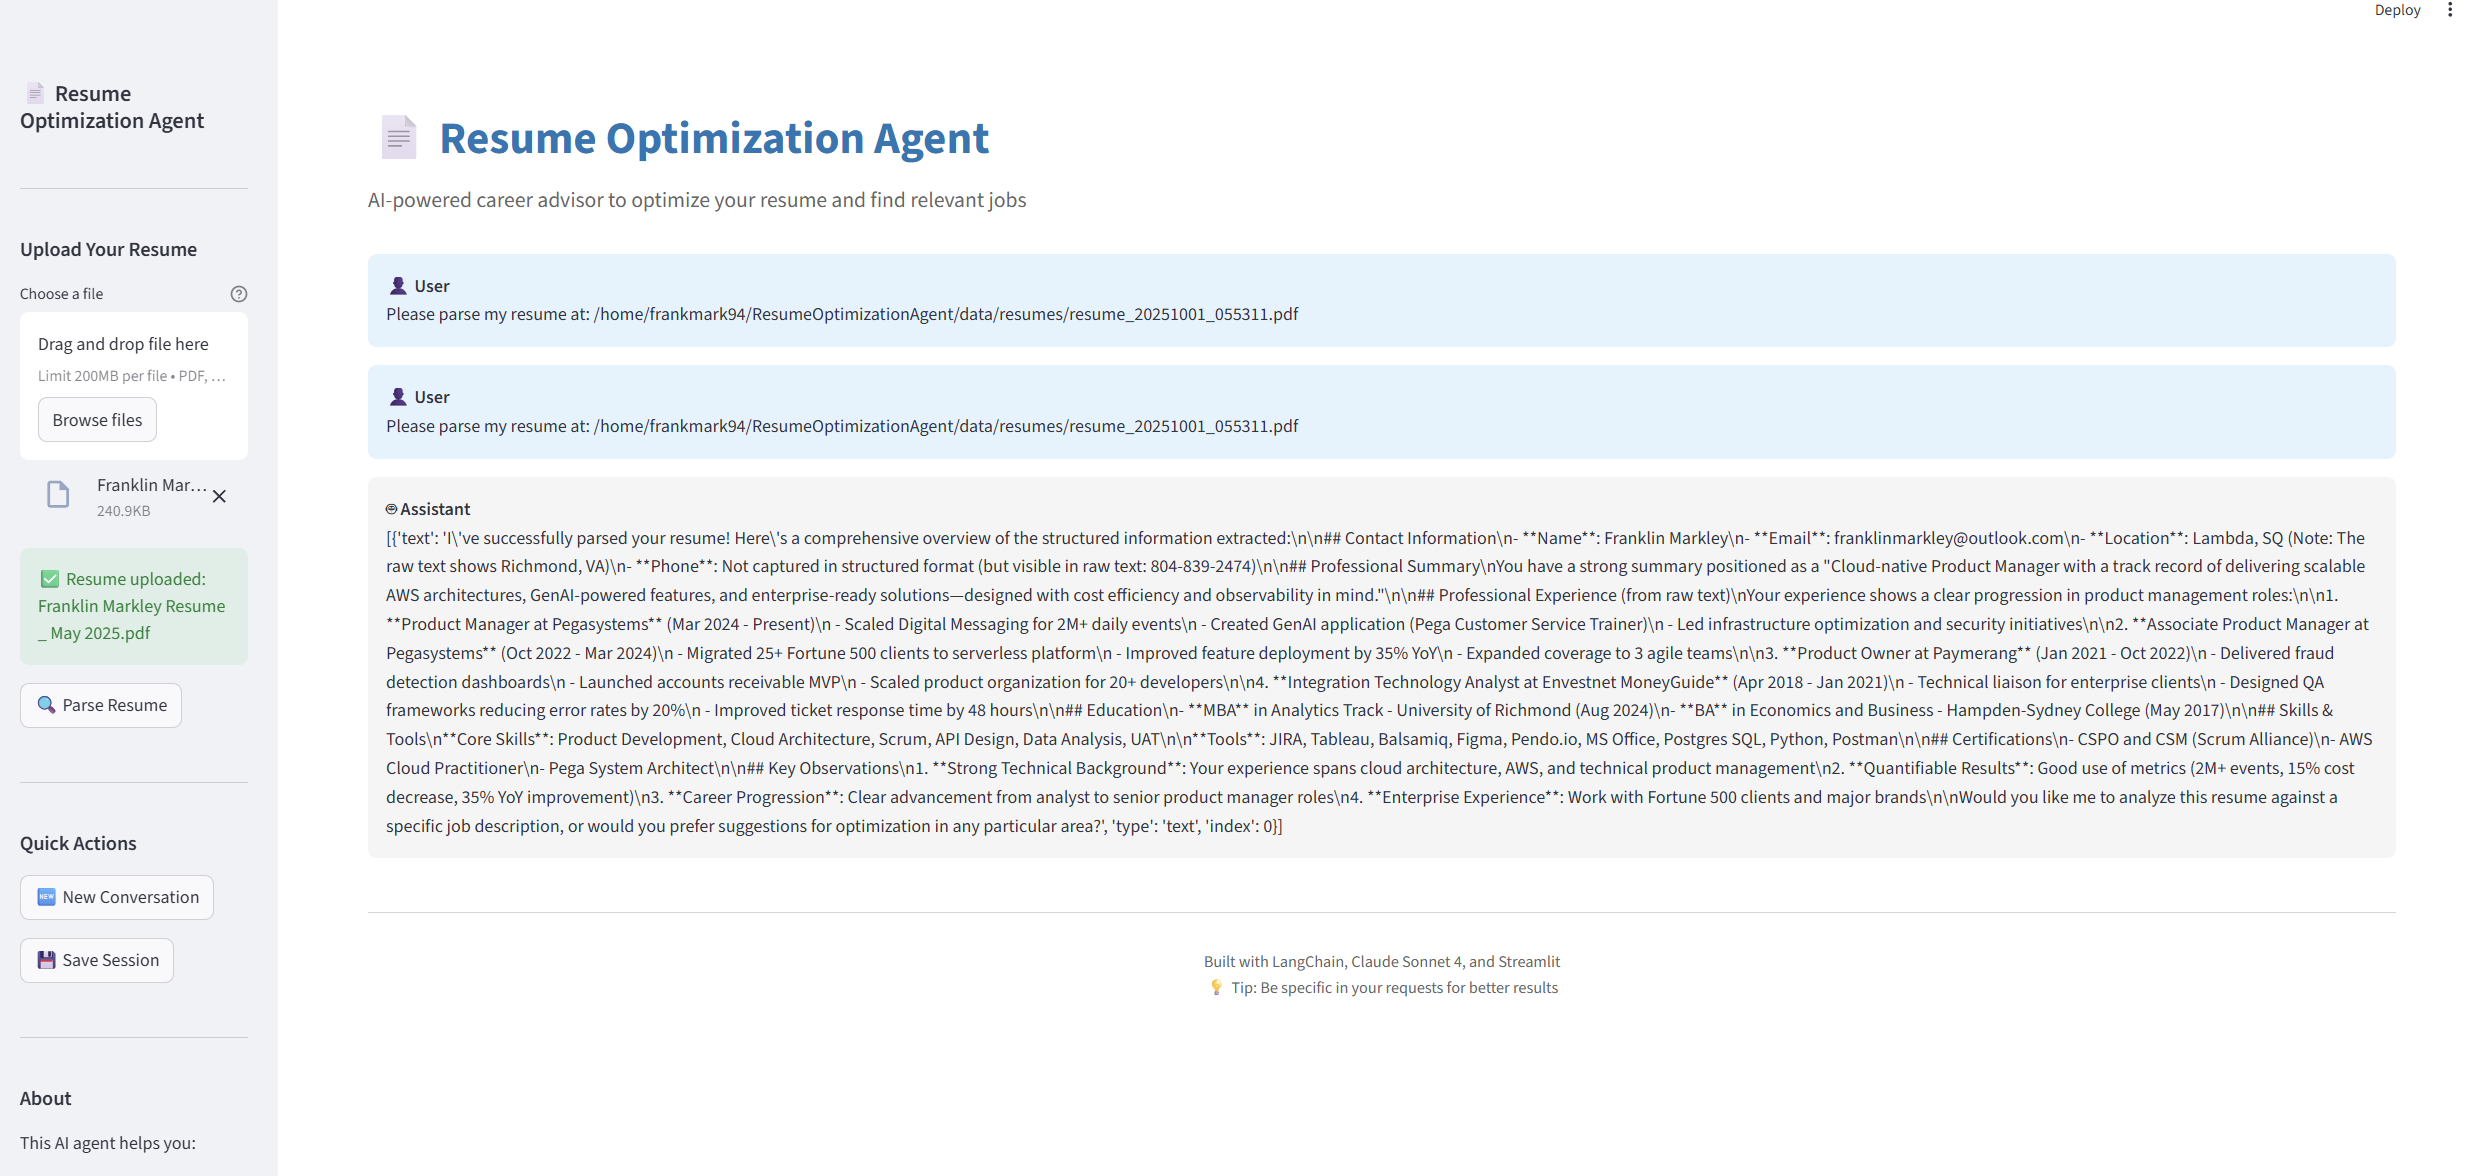 Deploy
Resume
Optimization Agent
Upload Your Resume
Choose a file
Drag and drop file here
Limit 200MB per file • PDF, …
Browse files
Franklin Mar…
240.9KB
Resume uploaded:
Franklin Markley Resume
_ May 2025.pdf
Parse Resume
Quick Actions
NEW New Conversation
Save Session
About
This AI agent helps you:
Resume Optimization Agent
AI-powered career advisor to optimize your resume and find relevant jobs
User
Please parse my resume at: /home/frankmark94/ResumeOptimizationAgent/data/resumes/resume_20251001_055311.pdf
User
Please parse my resume at: /home/frankmark94/ResumeOptimizationAgent/data/resumes/resume_20251001_055311.pdf
Assistant
[{'text': 'I\'ve successfully parsed your resume! Here\'s a comprehensive overview of the structured information extracted:\n\n## Contact Information\n- **Name**: Franklin Markley\n- **Email**: franklinmarkley@outlook.com\n- **Location**: Lambda, SQ (Note: The
raw text shows Richmond, VA)\n- **Phone**: Not captured in structured format (but visible in raw text: 804-839-2474)\n\n## Professional Summary\nYou have a strong summary positioned as a "Cloud-native Product Manager with a track record of delivering scalable
AWS architectures, GenAI-powered features, and enterprise-ready solutions—designed with cost efficiency and observability in mind."\n\n## Professional Experience (from raw text)\nYour experience shows a clear progression in product management roles:\n\n1.
**Product Manager at Pegasystems** (Mar 2024 - Present)\n - Scaled Digital Messaging for 2M+ daily events\n - Created GenAI application (Pega Customer Service Trainer)\n - Led infrastructure optimization and security initiatives\n\n2. **Associate Product Manager at
Pegasystems** (Oct 2022 - Mar 2024)\n - Migrated 25+ Fortune 500 clients to serverless platform\n - Improved feature deployment by 35% YoY\n - Expanded coverage to 3 agile teams\n\n3. **Product Owner at Paymerang** (Jan 2021 - Oct 2022)\n - Delivered fraud
detection dashboards\n - Launched accounts receivable MVP\n - Scaled product organization for 20+ developers\n\n4. **Integration Technology Analyst at Envestnet MoneyGuide** (Apr 2018 - Jan 2021)\n - Technical liaison for enterprise clients\n - Designed QA
frameworks reducing error rates by 20%\n - Improved ticket response time by 48 hours\n\n## Education\n- **MBA** in Analytics Track - University of Richmond (Aug 2024)\n- **BA** in Economics and Business - Hampden-Sydney College (May 2017)\n\n## Skills &
Tools\n**Core Skills**: Product Development, Cloud Architecture, Scrum, API Design, Data Analysis, UAT\n\n**Tools**: JIRA, Tableau, Balsamiq, Figma, Pendo.io, MS Office, Postgres SQL, Python, Postman\n\n## Certifications\n- CSPO and CSM (Scrum Alliance)\n- AWS
Cloud Practitioner\n- Pega System Architect\n\n## Key Observations\n1. **Strong Technical Background**: Your experience spans cloud architecture, AWS, and technical product management\n2. **Quantifiable Results**: Good use of metrics (2M+ events, 15% cost
decrease, 35% YoY improvement)\n3. **Career Progression**: Clear advancement from analyst to senior product manager roles\n4. **Enterprise Experience**: Work with Fortune 500 clients and major brands\n\nWould you like me to analyze this resume against a
specific job description, or would you prefer suggestions for optimization in any particular area?', 'type': 'text', 'index': 0}]
Built with LangChain, Claude Sonnet 4, and Streamlit
Tip: Be specific in your requests for better results